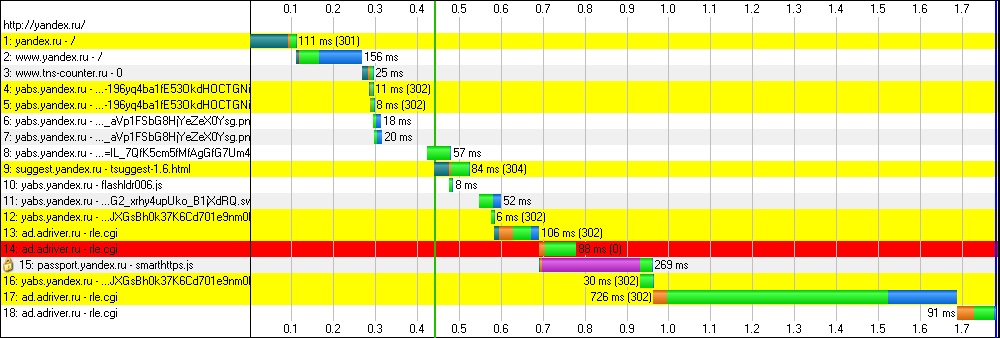 0.1 0.2 0.3 0.4 0.5 0.6 0.7 0.8 0.9 1.0 1.1 1.2 1.3 1.4 1.5 1.6 1.7
http://yandex.ru/
1: yandex.ru - / 111 ms (301)
2: www.yandex.ru - / 156 ms
3: www.tns-counter.ru - 0 25 ms
4: yabs.yandex.ru - ...-196yq4ba1fE53OkdHOCTGNi 11 ms (302)
5: yabs.yandex.ru - ...-196yq4ba1fE53OkdHOCTGNi 8 ms (302)
6: yabs.yandex.ru - ..._aVp1FSbG8HjYeZeX0Ysg.pn 18 ms
7: yabs.yandex.ru - ..._aVp1FSbG8HjYeZeX0Ysg.pn 20 ms
8: yabs.yandex.ru - ...=IL_7QfK5cm5fMfAgGfG7Um4 57 ms
9: suggest.yandex.ru - tsuggest-1.6.html 84 ms (304)
10: yabs.yandex.ru - flashldr006.js 8 ms
11: yabs.yandex.ru - ...G2_xrhy4upUko_B1jXdRQ.sw 52 ms
12: yabs.yandex.ru - ...JXGsBh0k37K6Cd701e9nm0l 6 ms (302)
13: ad.adriver.ru - rle.cgi 106 ms (302)
14: ad.adriver.ru - rle.cgi 88 ms (0)
15: passport.yandex.ru - smarthttps.js 269 ms
16: yabs.yandex.ru - ...JXGsBh0k37K6Cd701e9nm0l 30 ms (302)
17: ad.adriver.ru - rle.cgi 726 ms (302)
18: ad.adriver.ru - rle.cgi 91 ms
0.1 0.2 0.3 0.4 0.5 0.6 0.7 0.8 0.9 1.0 1.1 1.2 1.3 1.4 1.5 1.6 1.7